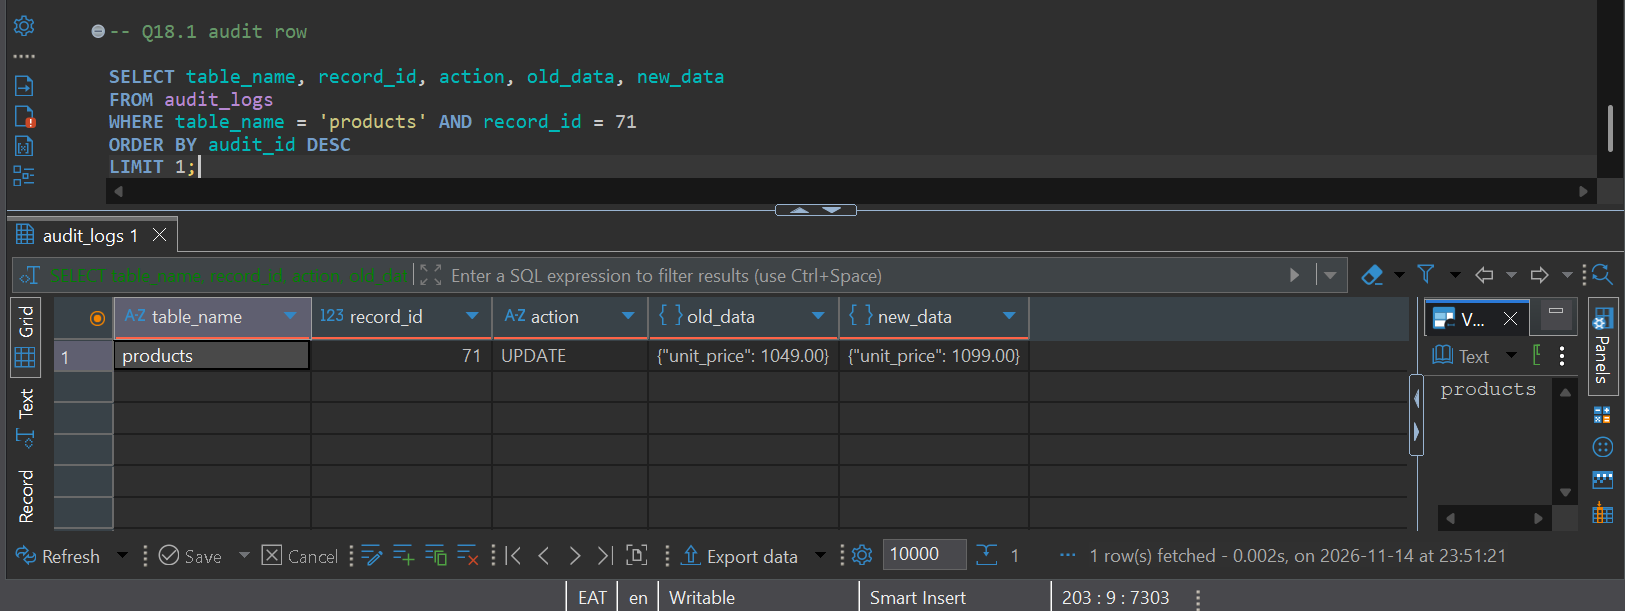 -- Q18.1 audit row
SELECT table_name, record_id, action, old_data, new_data
FROM audit_logs
WHERE table_name = 'products' AND record_id = 71
ORDER BY audit_id DESC
LIMIT 1;
audit_logs 1
SELECT table_name, record_id, action, old_dat
Enter a SQL expression to filter results (use Ctrl+Space)
Grid
Text
Record
A-Z table_name 123 record_id A-Z action {} old_data {} new_data
1 products 71 UPDATE {"unit_price": 1049.00} {"unit_price": 1099.00}
V...
Text
products
Panels
Refresh Save Cancel Export data 10000 1 ... 1 row(s) fetched - 0.002s, on 2026-11-14 at 23:51:21
EAT en Writable Smart Insert 203 : 9 : 7303